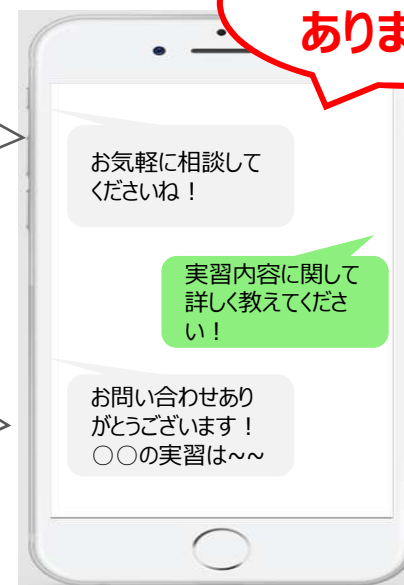 ありま
お気軽に相談して
くださいね！
実習内容に関して
詳しく教えてくださ
い！
お問い合わせあり
がとうございます！
○○の実習は~~